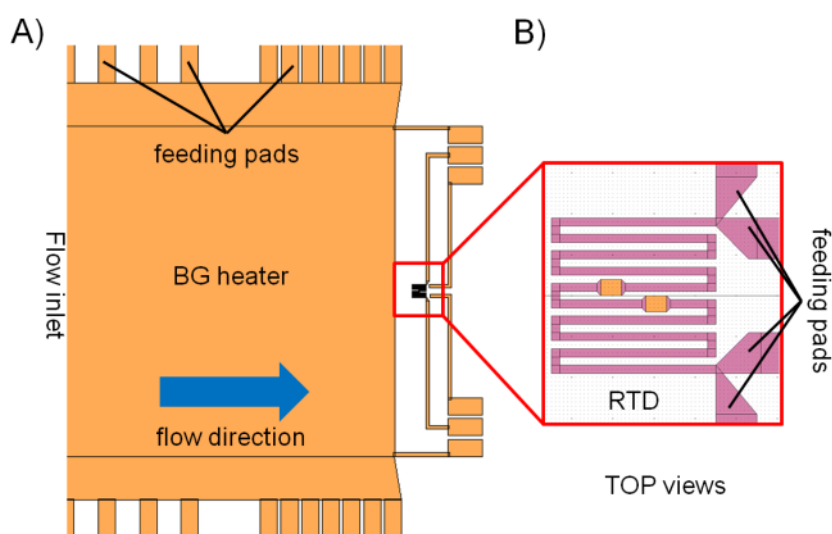 A)
B)
feeding pads
Flow inlet
BG heater
feeding pads
flow direction
RTD
TOP views